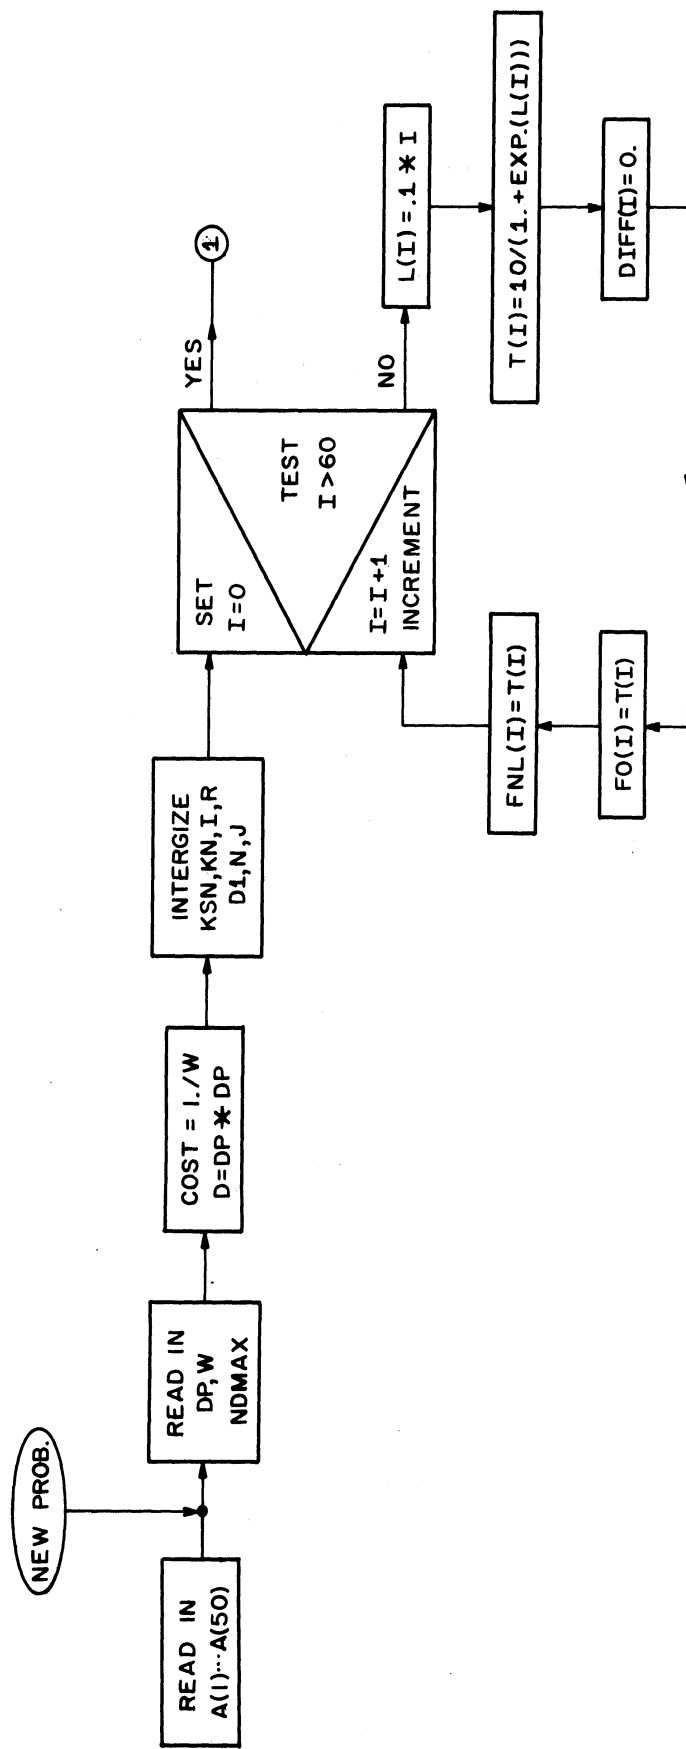 NEW PROB.
READ IN
A(1)···A(50)
READ IN
DP,W
NDMAX
COST = 1./W
D=DP * DP
INTERGIZE
KSN,KN,I,R
D1,N,J
SET
I=0
TEST
I >60
I=I+1
INCREMENT
YES
1
NO
L(I)=.1 * I
T(I)=10/(1.+EXP.(L(I)))
DIFF(I)=0.
FO(I)=T(I)
FNL(I)=T(I)